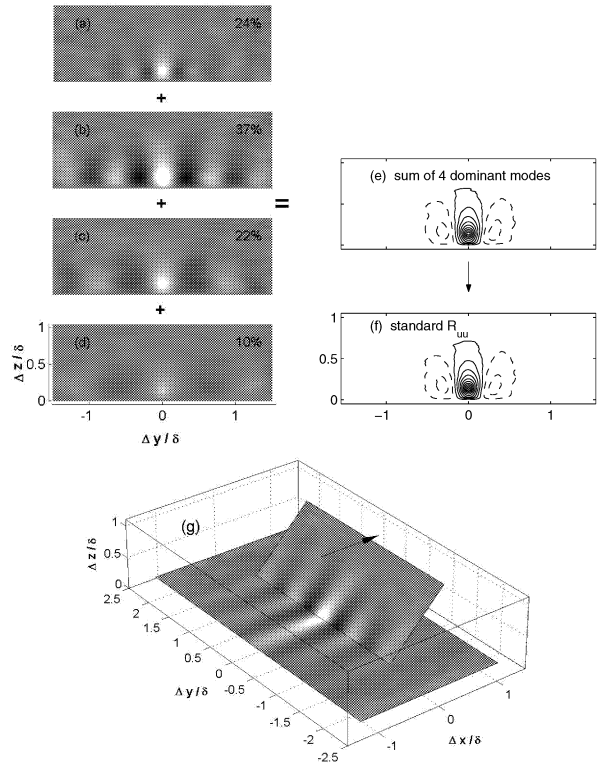 (a) 24%
+
(b) 37%
+
(c) 22%
+
(d) 10%
1
0.5
0
Δ z / δ
-1 0 1
Δ y / δ
=
(e) sum of 4 dominant modes
(f) standard Ruu
1
0.5
0
−1 0 1
(g)
1
0.5
0
Δ z / δ
2.5
2
1.5
1
0.5
0
-0.5
-1
-1.5
-2
-2.5
Δ y / δ
-1
0
1
Δ x / δ